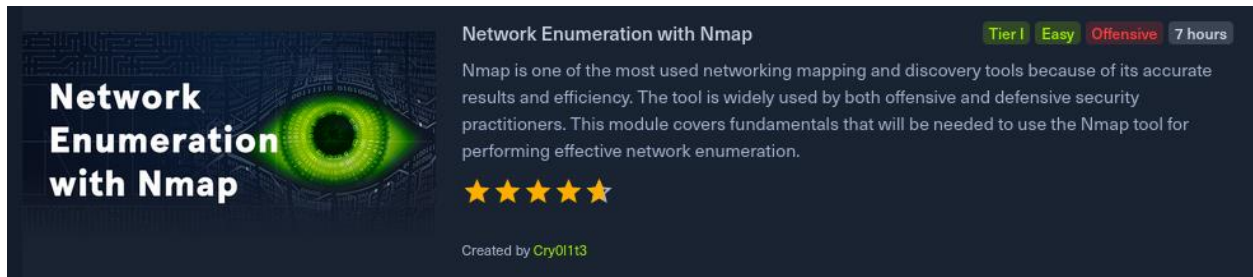 Network
Enumeration
with Nmap
Network Enumeration with Nmap
Tier I Easy Offensive 7 hours
Nmap is one of the most used networking mapping and discovery tools because of its accurate
results and efficiency. The tool is widely used by both offensive and defensive security
practitioners. This module covers fundamentals that will be needed to use the Nmap tool for
performing effective network enumeration.
Created by Cry0l1t3